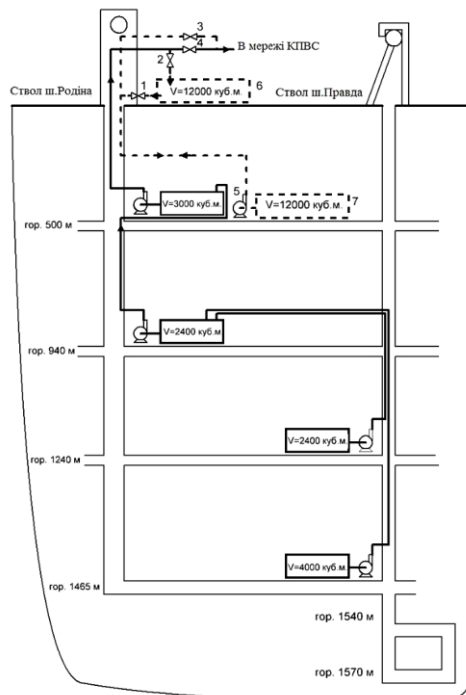 3
4
В мережі КПВС
2
Ствол ш.Родіна
1
V=12000 куб.м.
6
Ствол ш.Правда
5
V=3000 куб.м.
V=12000 куб.м.
7
гор. 500 м
V=2400 куб.м.
гор. 940 м
V=2400 куб.м.
гор. 1240 м
V=4000 куб.м.
гор. 1465 м
гор. 1540 м
гор. 1570 м